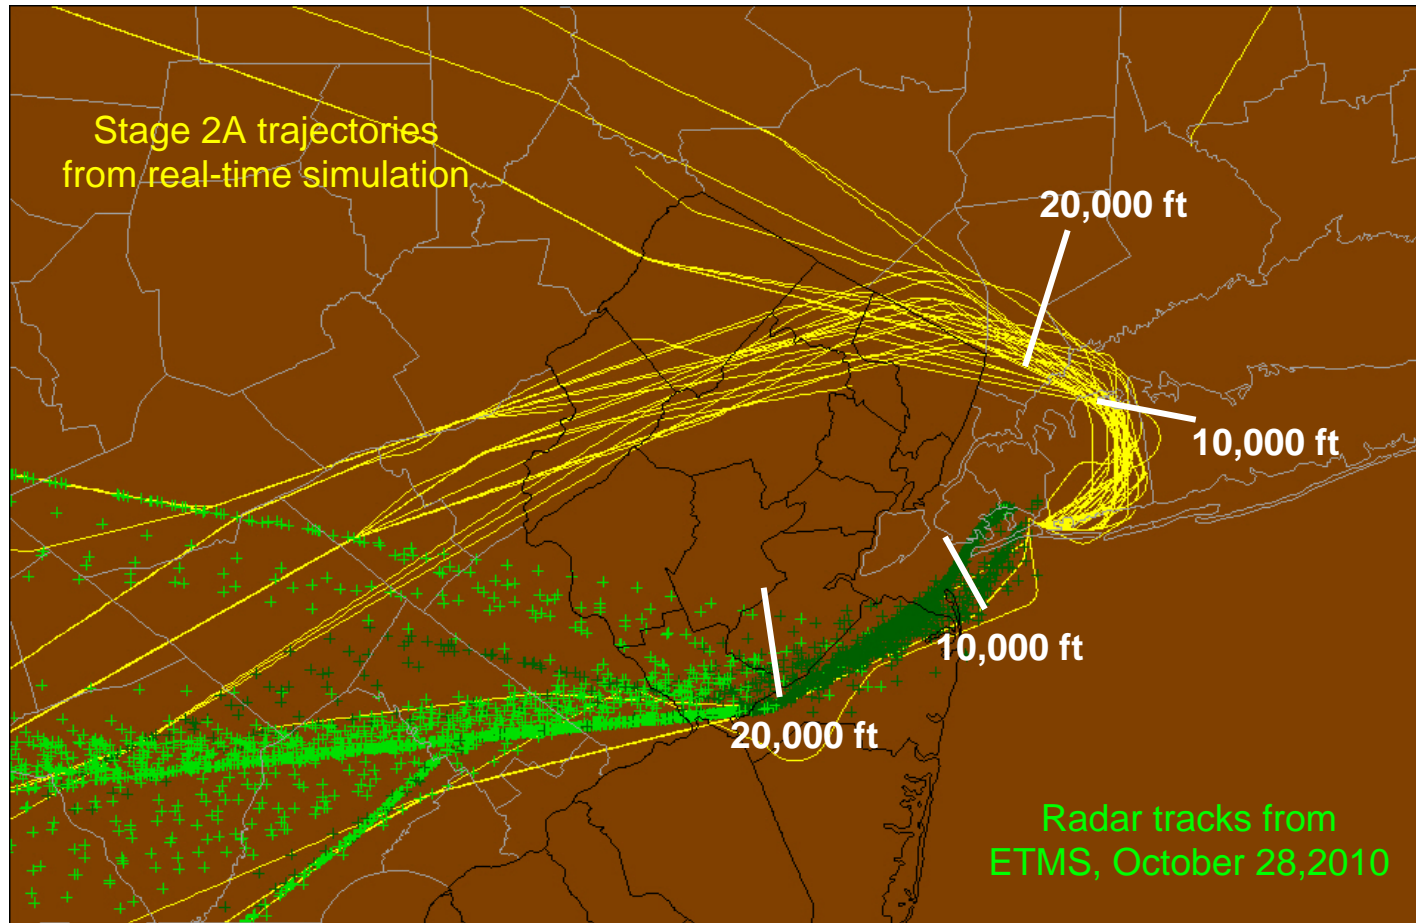 Stage 2A trajectories
from real-time simulation
20,000 ft
10,000 ft
10,000 ft
20,000 ft
Radar tracks from
ETMS, October 28,2010